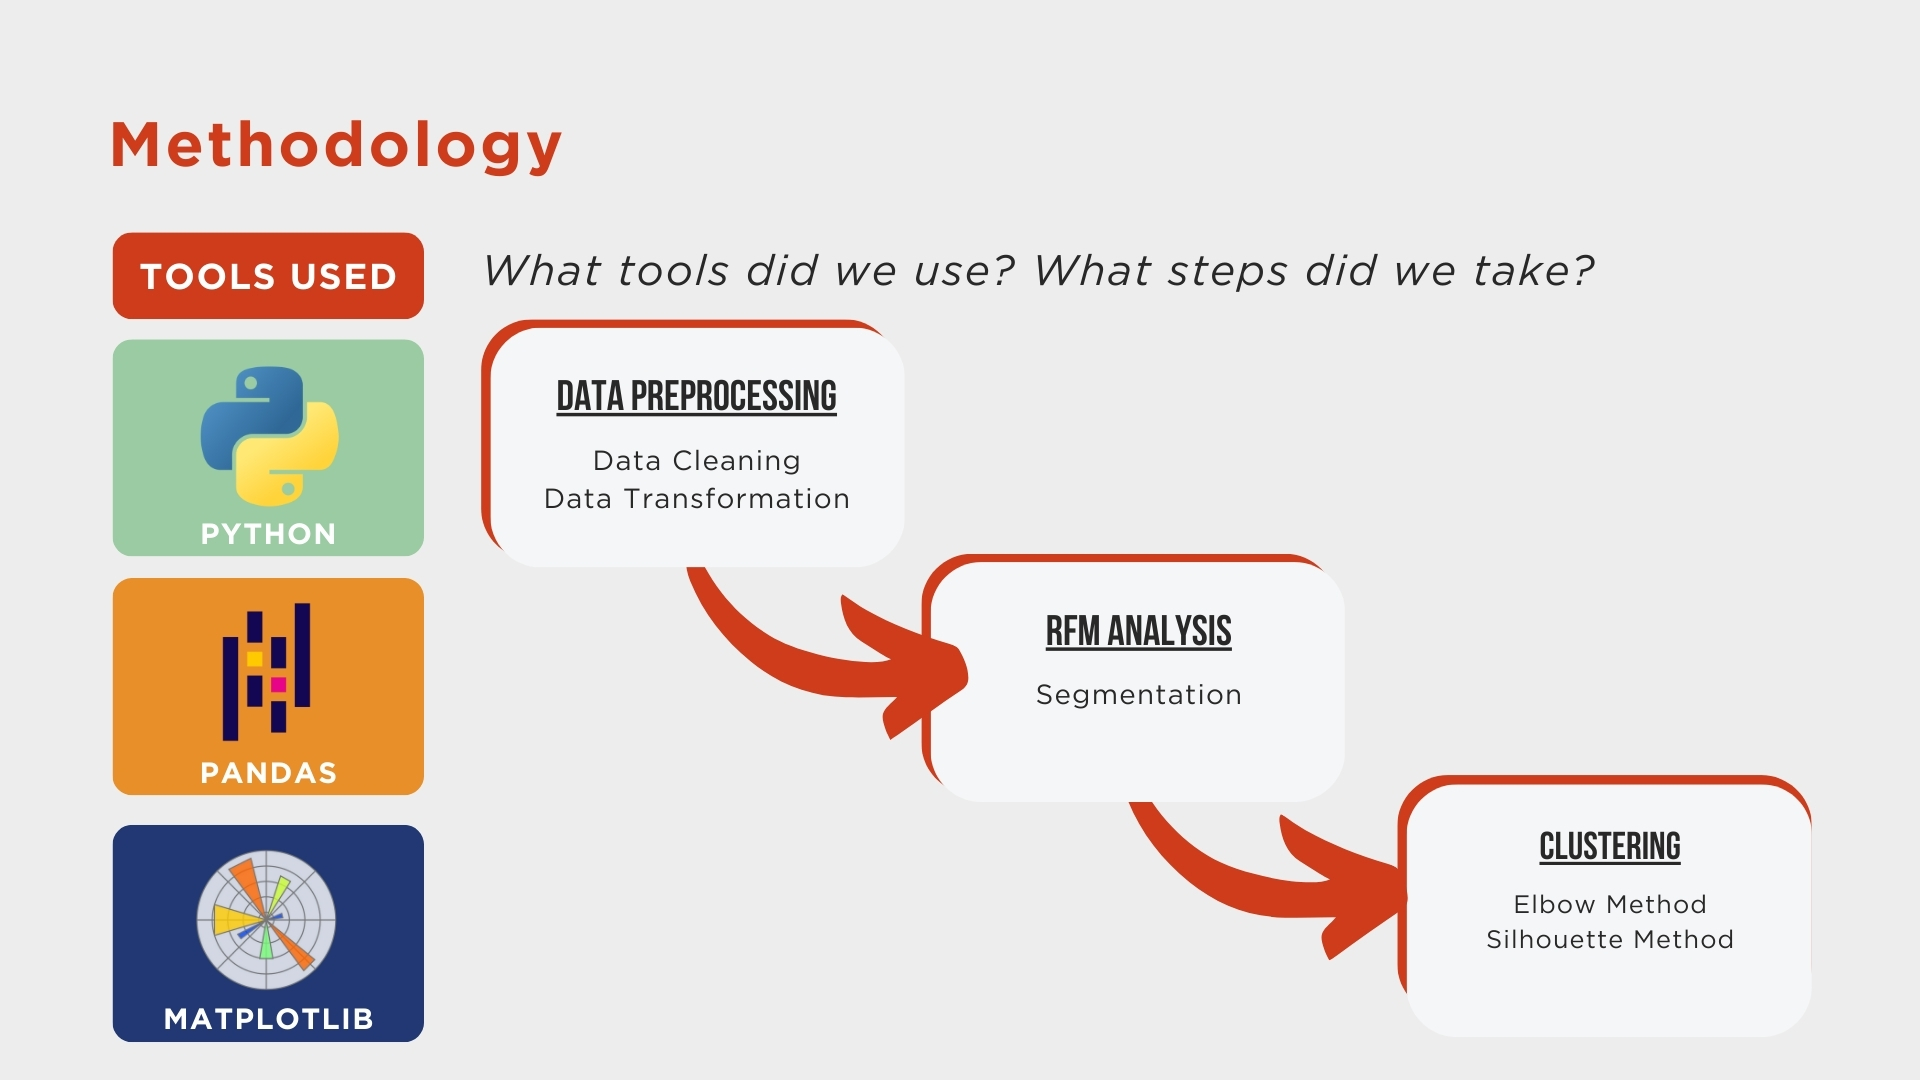 Methodology
TOOLS USED
What tools did we use? What steps did we take?
PYTHON
PANDAS
MATPLOTLIB
DATA PREPROCESSING
Data Cleaning
Data Transformation
RFM ANALYSIS
Segmentation
CLUSTERING
Elbow Method
Silhouette Method